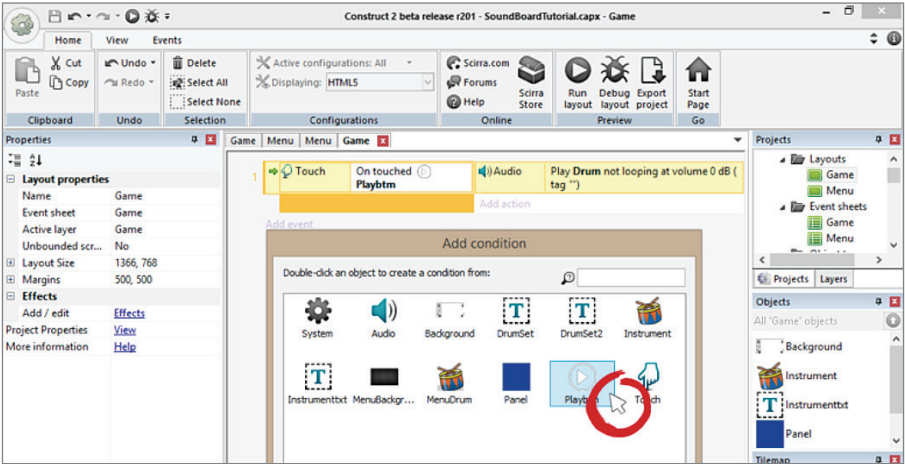 Construct 2 beta release r201 - SoundBoardTutorial.capx - Game
Home View Events
Paste
Cut
Copy
Clipboard
Undo
Redo
Undo
Delete
Select All
Select None
Selection
Active configurations: All
Displaying: HTML5
Configurations
Scirra.com
Forums
Help
Scirra Store
Online
Run layout
Debug layout
Export project
Preview
Start Page
Go
Properties
Layout properties
Name Game
Event sheet Game
Active layer Game
Unbounded scr... No
Layout Size 1366, 768
Margins 500, 500
Effects
Add / edit Effects
Project Properties View
More information Help
Game Menu Menu Game
1 Touch On touched Playbtm
Audio Play Drum not looping at volume 0 dB (
tag "")
Add action
Add event
Add condition
Double-click an object to create a condition from:
System Audio Background DrumSet DrumSet2 Instrument
Instrumenttxt MenuBackgr... MenuDrum Panel Playbtm Touch
Projects
Layouts
Game
Menu
Event sheets
Game
Menu
Projects Layers
Objects
All 'Game' objects
Background
Instrument
Instrumenttxt
Panel
Tilemap